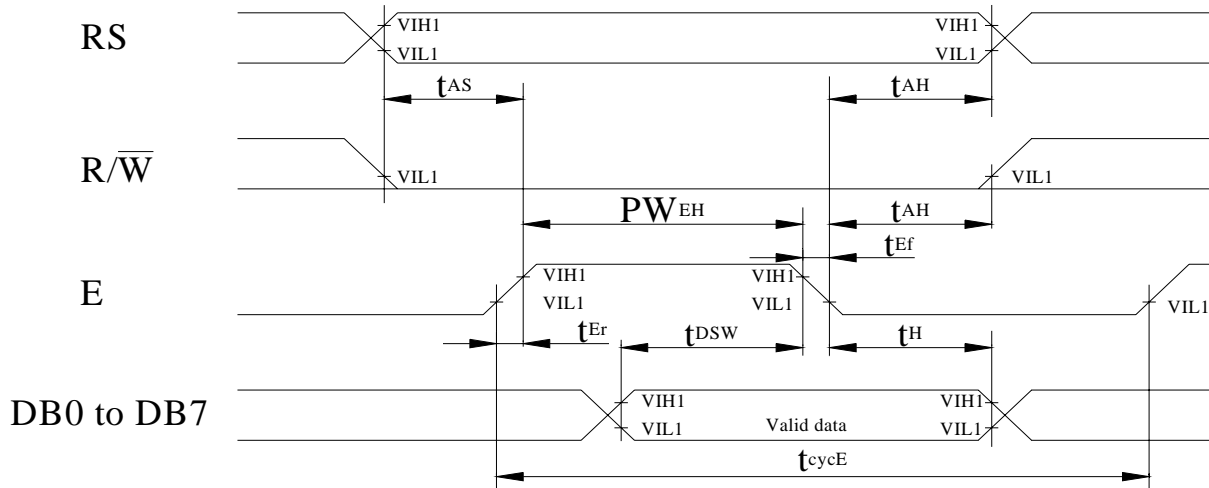 RS
VIH1
VIH1
VIL1
VIL1
tAS
tAH
R/W̅
VIL1
VIL1
PWEH
tAH
tEf
E
VIH1
VIH1
VIL1
VIL1
VIL1
tEr
tDSW
tH
DB0 to DB7
VIH1
VIH1
VIL1
Valid data
VIL1
tcycE